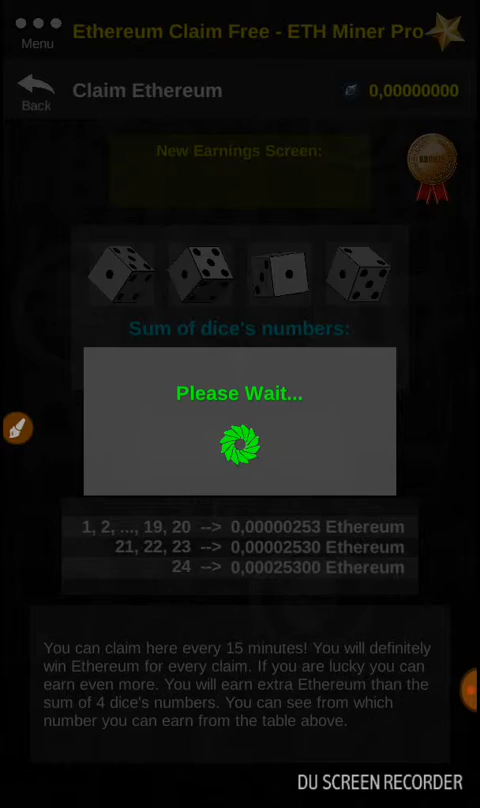 Ethereum Claim Free - ETH Miner Pro
Menu
Claim Ethereum
0,00000000
Back
New Earnings Screen:
BRONZE
Sum of dice's numbers:
Please Wait...
1, 2, ..., 19, 20 --> 0,00000253 Ethereum
21, 22, 23 --> 0,00002530 Ethereum
24 --> 0,00025300 Ethereum
You can claim here every 15 minutes! You will definitely
win Ethereum for every claim. If you are lucky you can
earn even more. You will earn extra Ethereum than the
sum of 4 dice's numbers. You can see from which
number you can earn from the table above.
DU SCREEN RECORDER